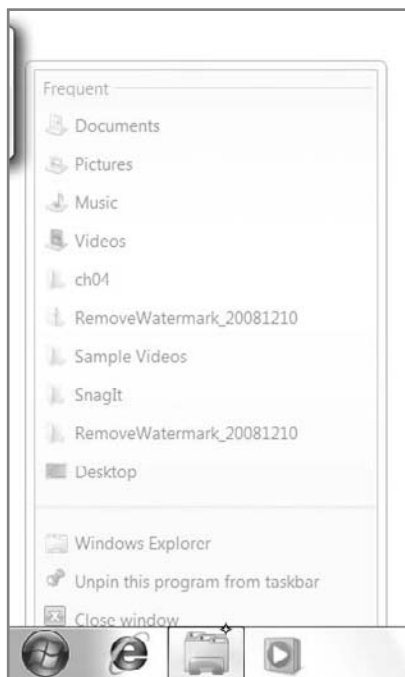 Frequent
Documents
Pictures
Music
Videos
ch04
RemoveWatermark_20081210
Sample Videos
SnagIt
RemoveWatermark_20081210
Desktop
Windows Explorer
Unpin this program from taskbar
Close window